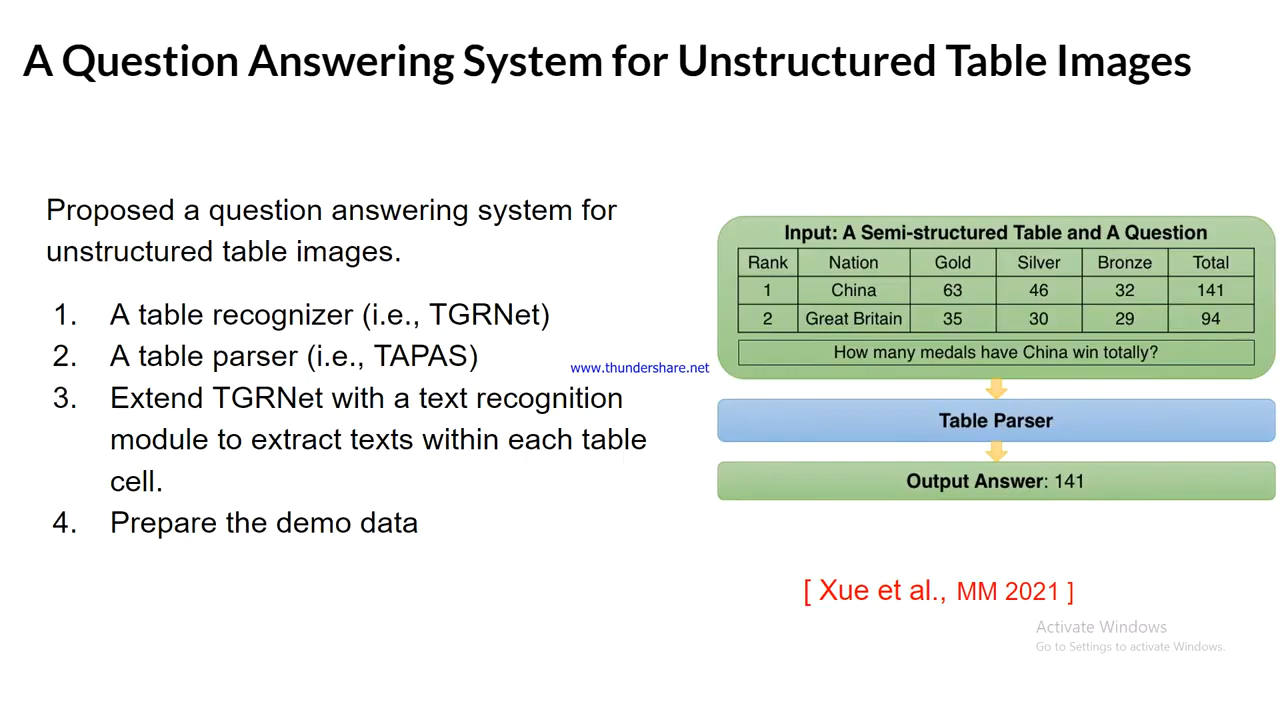 A Question Answering System for Unstructured Table Images
Proposed a question answering system for
unstructured table images.
1. A table recognizer (i.e., TGRNet)
2. A table parser (i.e., TAPAS)
3. Extend TGRNet with a text recognition
module to extract texts within each table
cell.
4. Prepare the demo data
www.thundershare.net
Input: A Semi-structured Table and A Question
Rank Nation Gold Silver Bronze Total
1 China 63 46 32 141
2 Great Britain 35 30 29 94
How many medals have China win totally?
Table Parser
Output Answer: 141
[ Xue et al., MM 2021 ]
Activate Windows
Go to Settings to activate Windows.